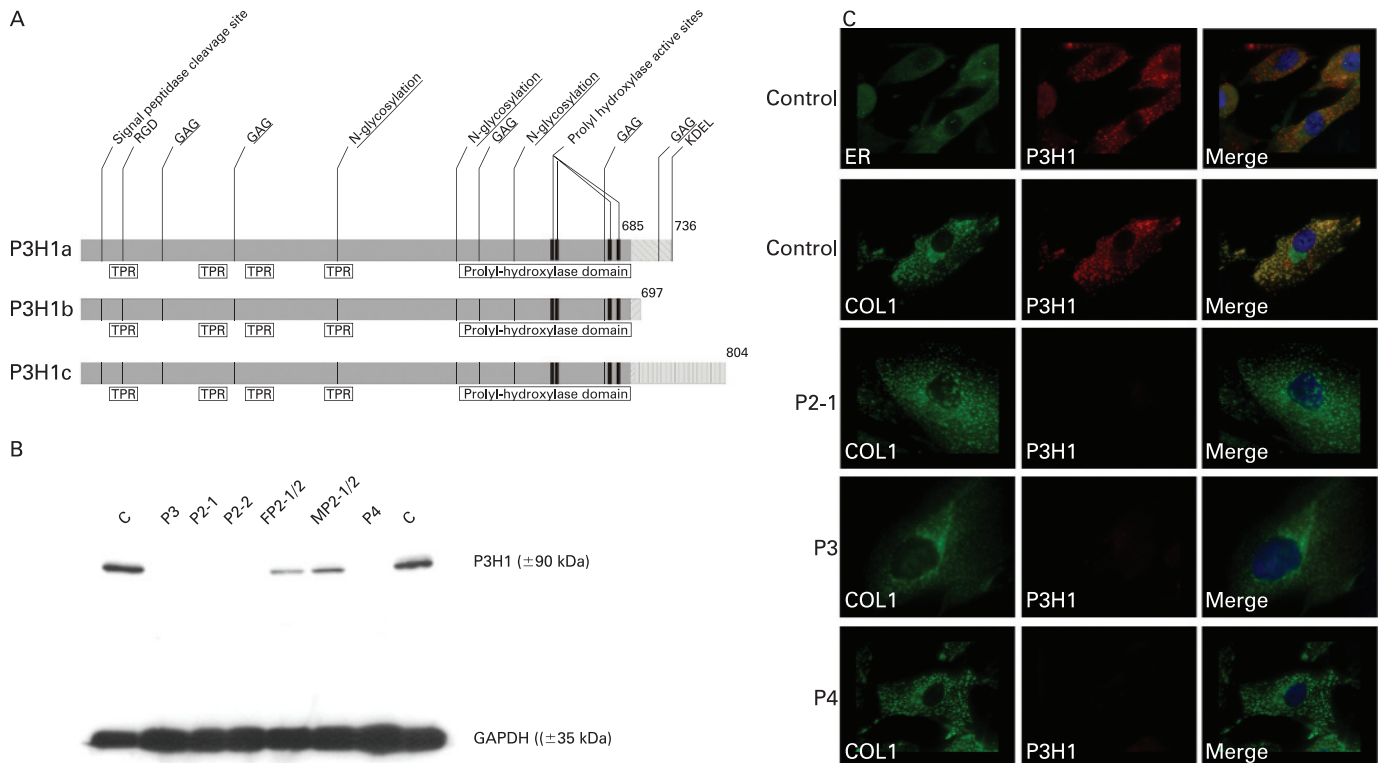 A
Signal peptidase cleavage site
RGD
GAG
GAG
N-glycosylation
N-glycosylation
GAG
N-glycosylation
Prolyl hydroxylase active sites
GAG
GAG
KDEL
685
736
P3H1a
TPR
TPR
TPR
TPR
Prolyl-hydroxylase domain
697
P3H1b
TPR
TPR
TPR
TPR
Prolyl-hydroxylase domain
804
P3H1c
TPR
TPR
TPR
TPR
Prolyl-hydroxylase domain
B
C
P3
P2-1
P2-2
FP2-1/2
MP2-1/2
P4
C
P3H1 (±90 kDa)
GAPDH ((±35 kDa)
C
Control
ER
P3H1
Merge
Control
COL1
P3H1
Merge
P2-1
COL1
P3H1
Merge
P3
COL1
P3H1
Merge
P4
COL1
P3H1
Merge